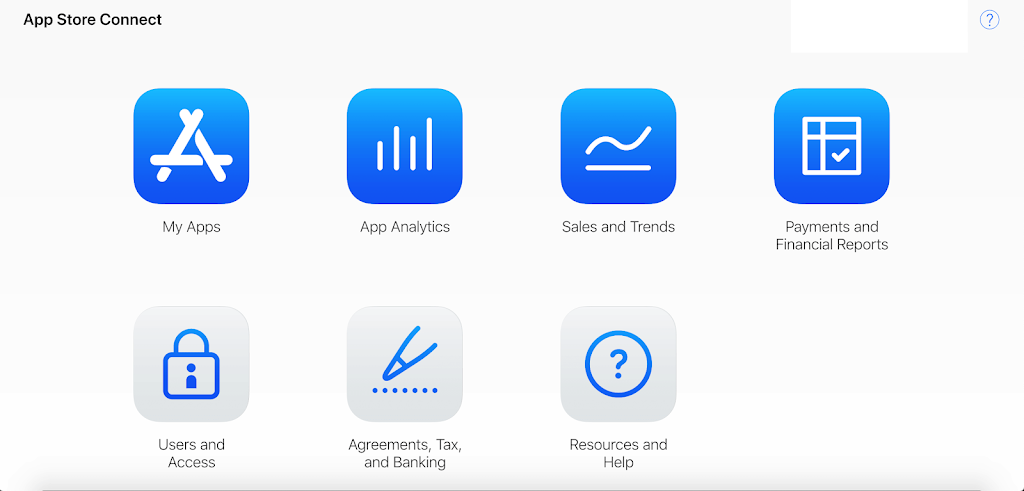 App Store Connect
?
My Apps
App Analytics
Sales and Trends
Payments and
Financial Reports
?
Users and
Access
Agreements, Tax,
and Banking
Resources and
Help